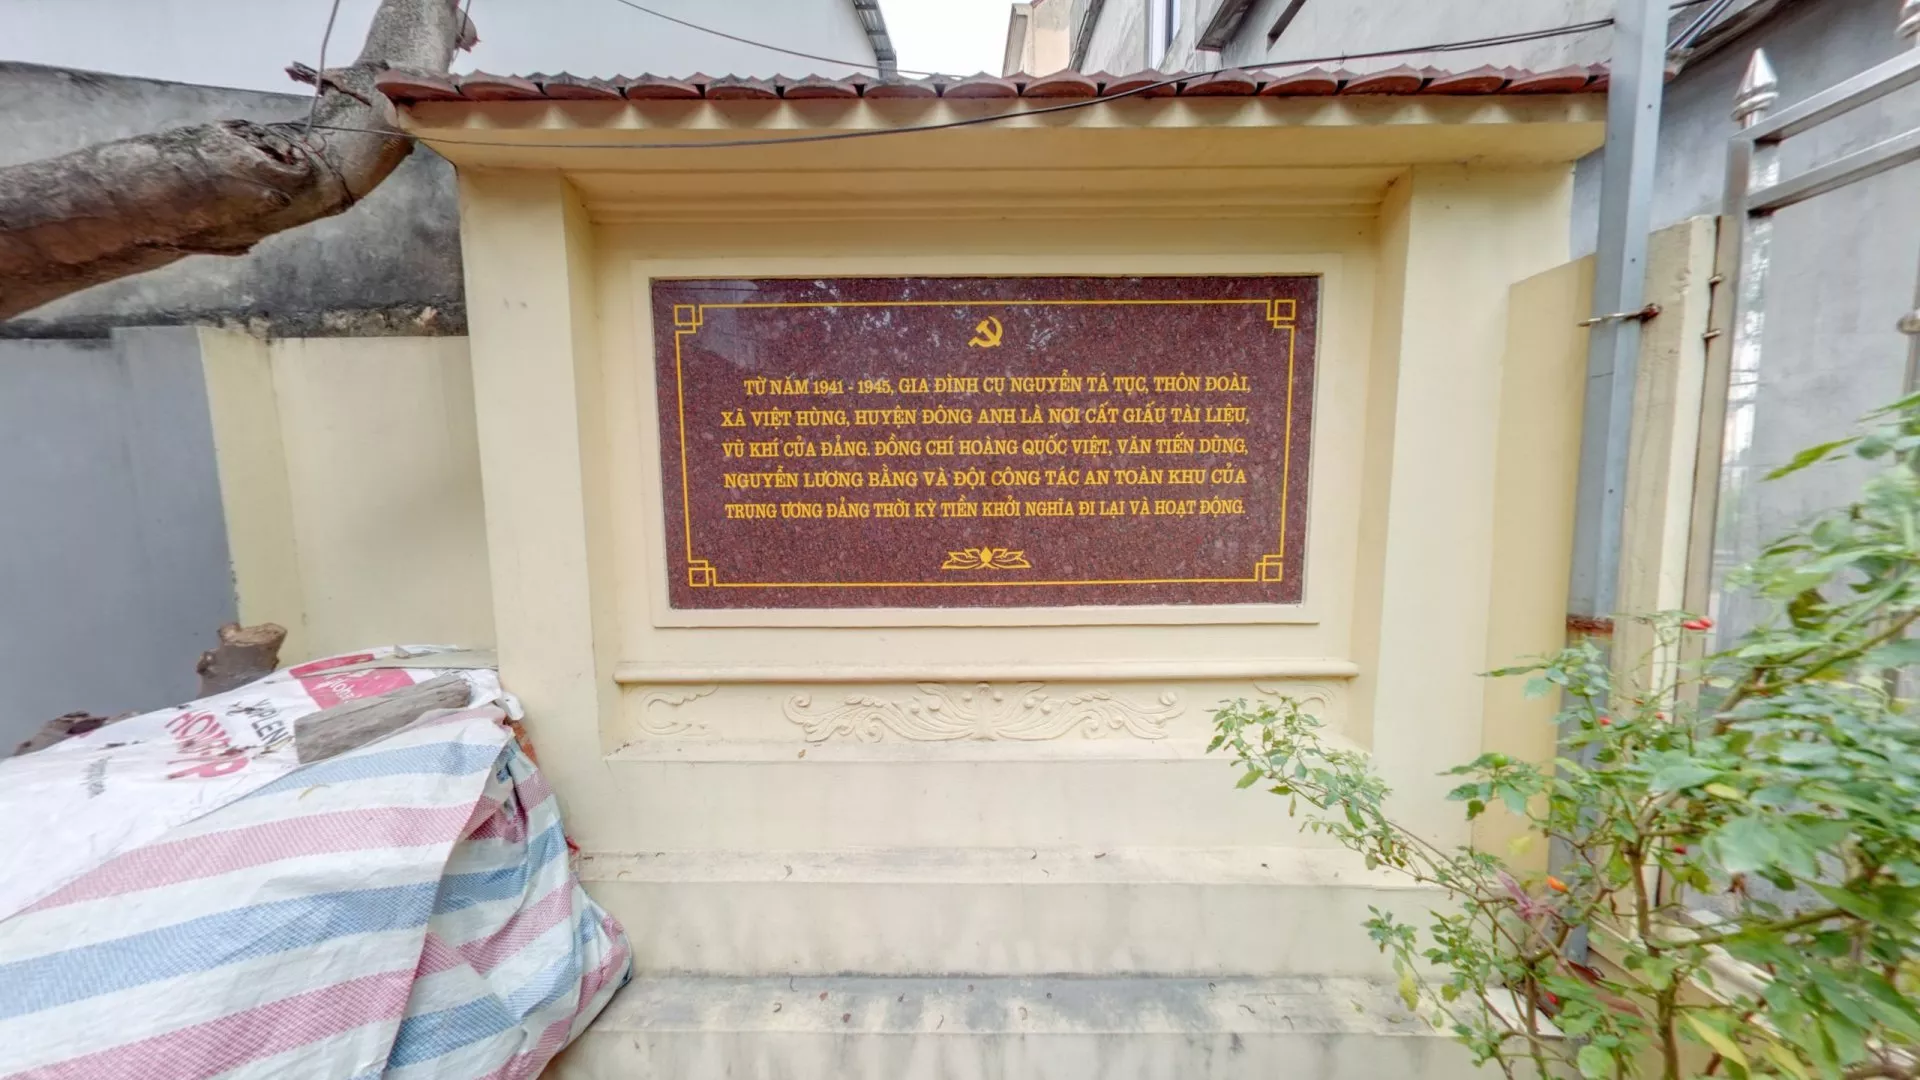 TỪ NĂM 1941 - 1945, GIA ĐÌNH CỤ NGUYỄN TÁ TỤC, THÔN ĐOÀI,
XÃ VIỆT HÙNG, HUYỆN ĐÔNG ANH LÀ NƠI CẤT GIẤU TÀI LIỆU,
VŨ KHÍ CỦA ĐẢNG. ĐỒNG CHÍ HOÀNG QUỐC VIỆT, VĂN TIẾN DŨNG,
NGUYỄN LƯƠNG BẰNG VÀ ĐỘI CÔNG TÁC AN TOÀN KHU CỦA
TRUNG ƯƠNG ĐẢNG THỜI KỲ TIỀN KHỞI NGHĨA ĐI LẠI VÀ HOẠT ĐỘNG.